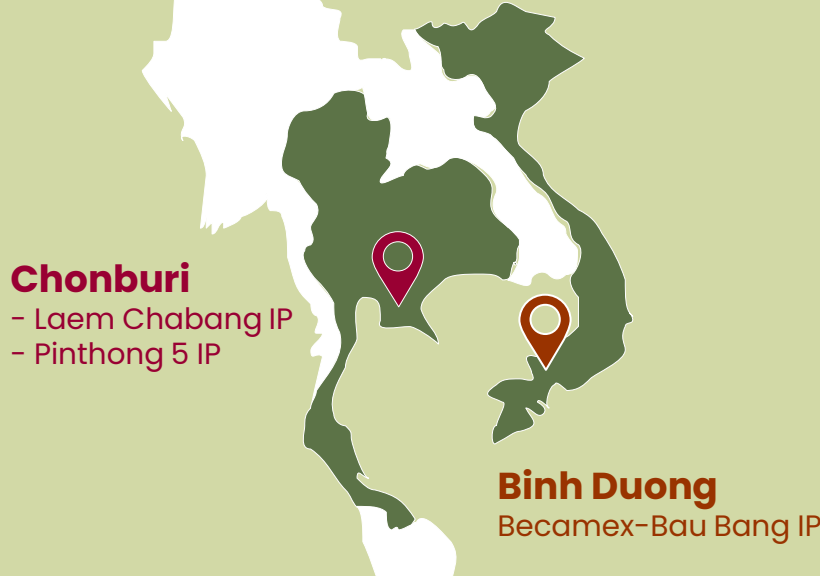 Chonburi
- Laem Chabang IP
- Pinthong 5 IP
Binh Duong
Becamex-Bau Bang IP